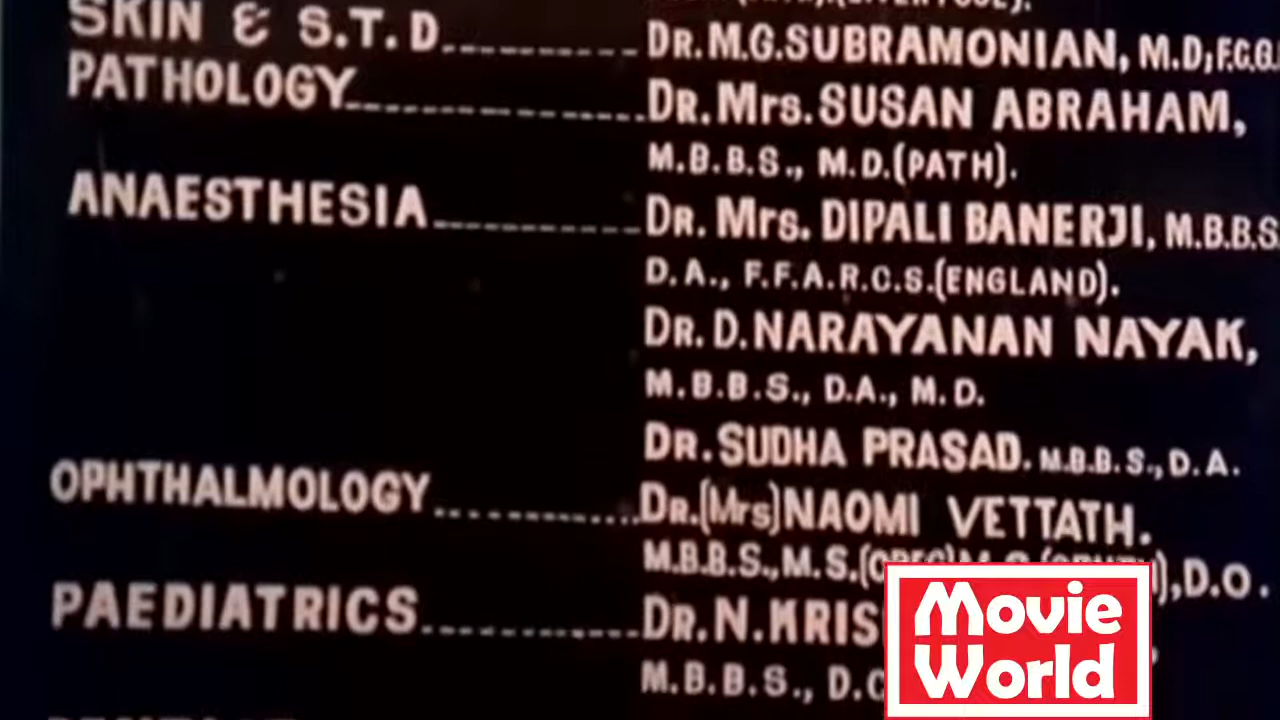 SKIN & S.T.D......... DR. M.G. SUBRAMONIAN, M.D; F.C.G.
PATHOLOGY............. DR. Mrs. SUSAN ABRAHAM,
M.B.B.S., M.D.(PATH).
ANAESTHESIA......... DR. Mrs. DIPALI BANERJI, M.B.B.S
D.A., F.F.A.R.C.S.(ENGLAND).
DR. D. NARAYANAN NAYAK,
M.B.B.S., D.A., M.D.
DR. SUDHA PRASAD. M.B.B.S., D.A.
OPHTHALMOLOGY............ DR.(Mrs) NAOMI VETTATH.
M.B.B.S., M.S. D.O.
PAEDIATRICS............ DR. N. KRIS
M.B.B.S., D.C
Movie
World